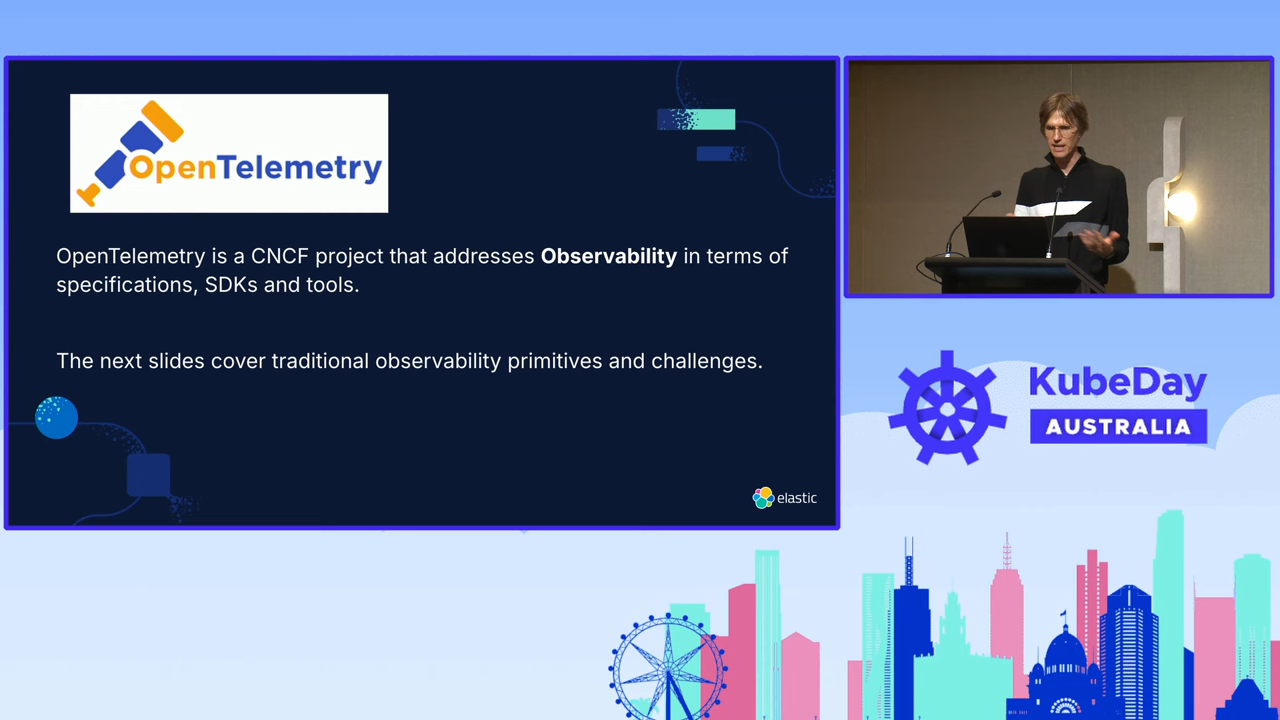 OpenTelemetry
OpenTelemetry is a CNCF project that addresses Observability in terms of
specifications, SDKs and tools.
The next slides cover traditional observability primitives and challenges.
elastic
KubeDay
AUSTRALIA